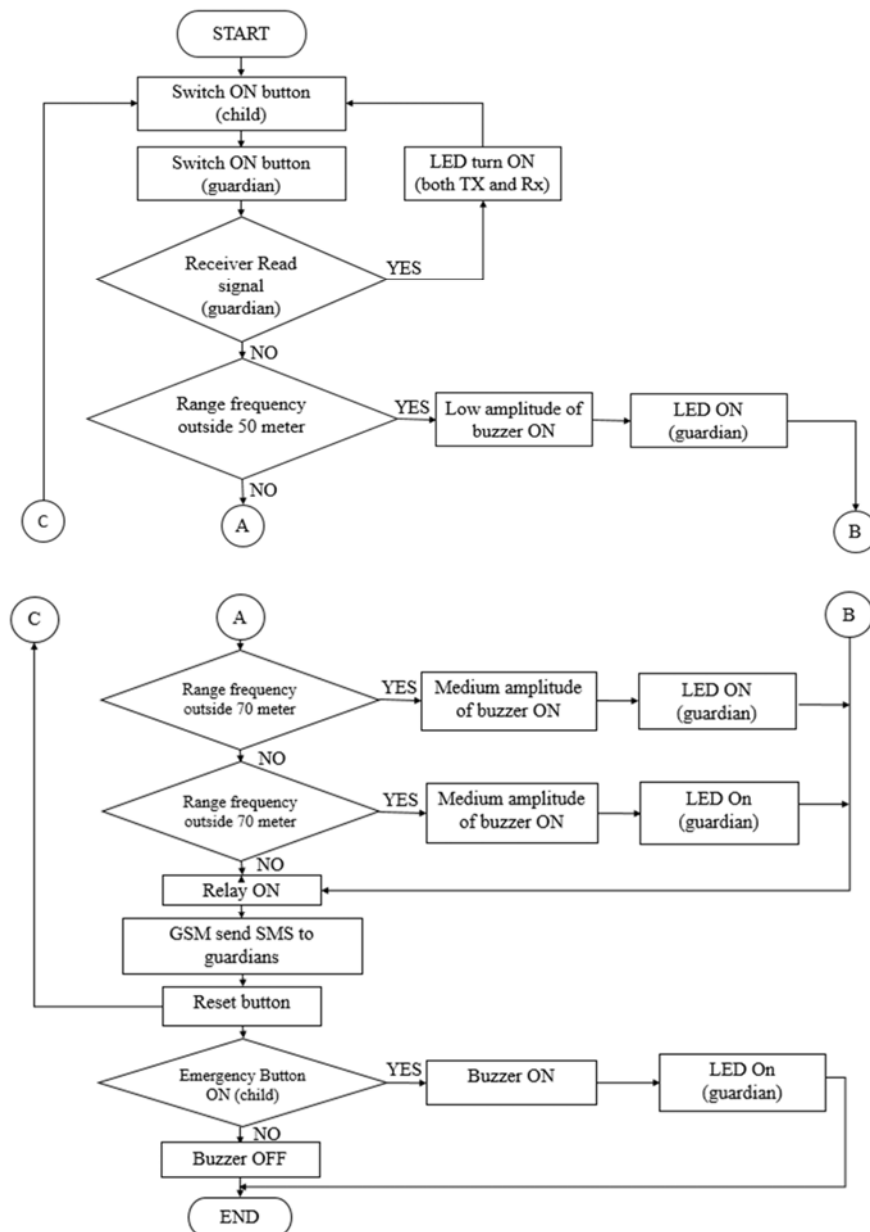 START
Switch ON button
(child)
Switch ON button
(guardian)
LED turn ON
(both TX and Rx)
Receiver Read
signal
(guardian)
YES
NO
Range frequency
outside 50 meter
YES
Low amplitude of
buzzer ON
LED ON
(guardian)
NO
C
A
B
C
A
B
Range frequency
outside 70 meter
YES
Medium amplitude
of buzzer ON
LED ON
(guardian)
NO
Range frequency
outside 70 meter
YES
Medium amplitude
of buzzer ON
LED On
(guardian)
NO
Relay ON
GSM send SMS to
guardians
Reset button
Emergency Button
ON (child)
YES
Buzzer ON
LED On
(guardian)
NO
Buzzer OFF
END